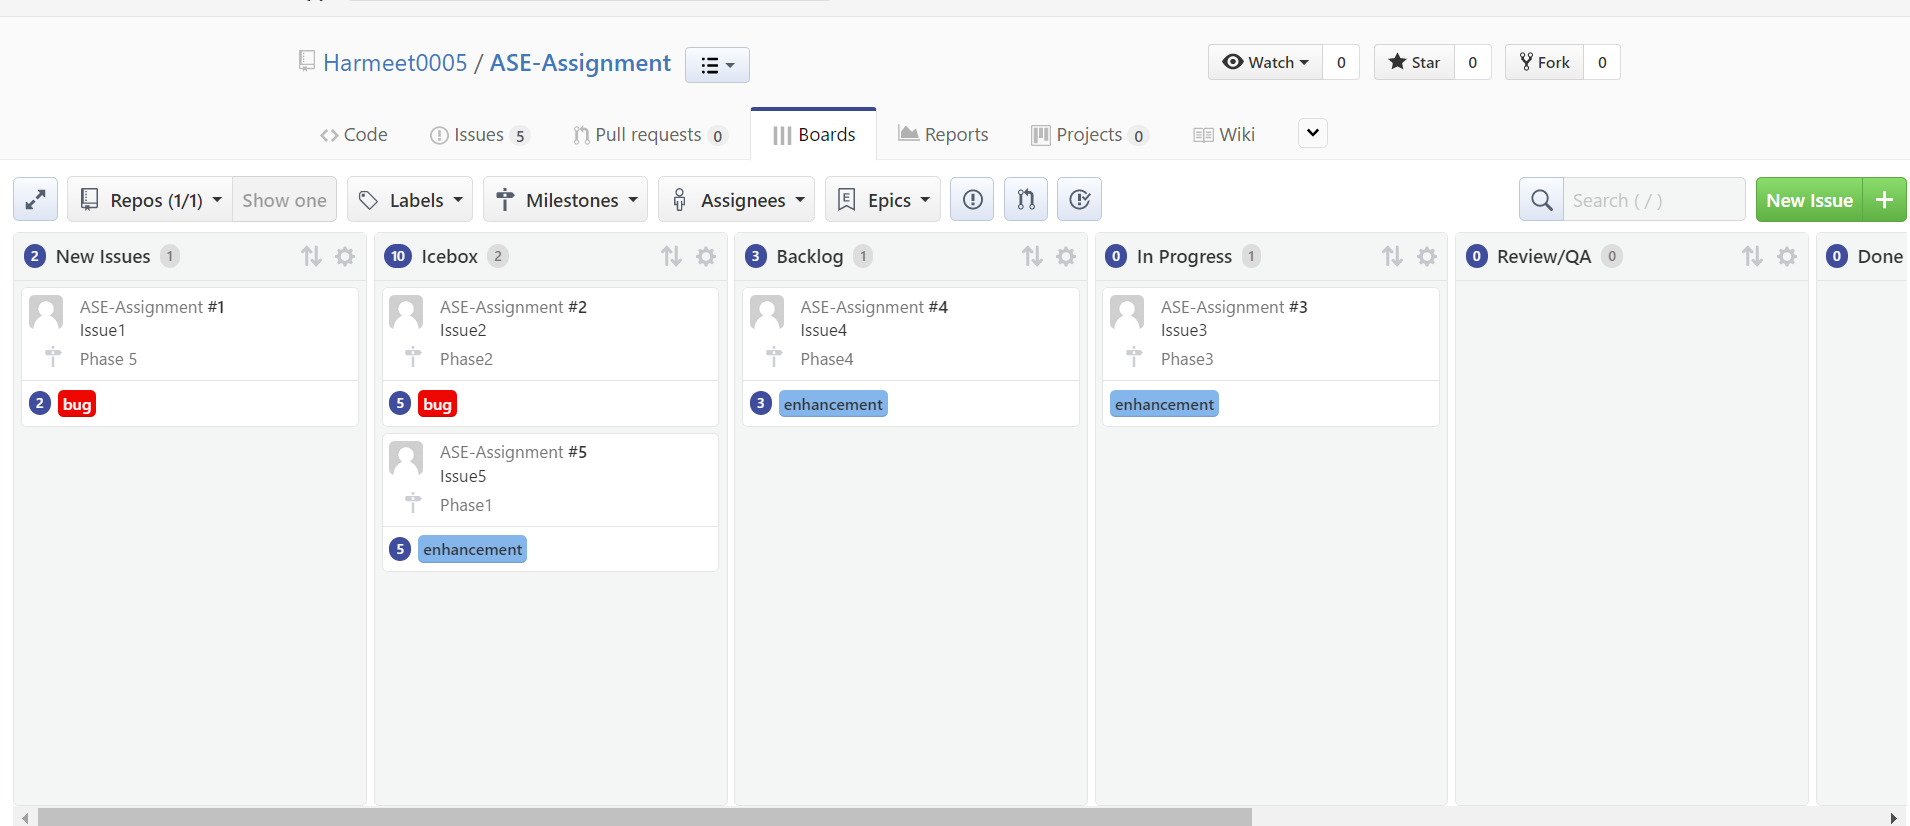 Harmeet0005 / ASE-Assignment
Watch 0
Star 0
Fork 0
Code
Issues 5
Pull requests 0
Boards
Reports
Projects 0
Wiki
Repos (1/1)
Show one
Labels
Milestones
Assignees
E
Epics
Search ( / )
New Issue +
2 New Issues 1
ASE-Assignment #1
Issue1
Phase 5
2 bug
10 Icebox 2
ASE-Assignment #2
Issue2
Phase2
5 bug
ASE-Assignment #5
Issue5
Phase1
5 enhancement
3 Backlog 1
ASE-Assignment #4
Issue4
Phase4
3 enhancement
0 In Progress 1
ASE-Assignment #3
Issue3
Phase3
enhancement
0 Review/QA 0
0 Done